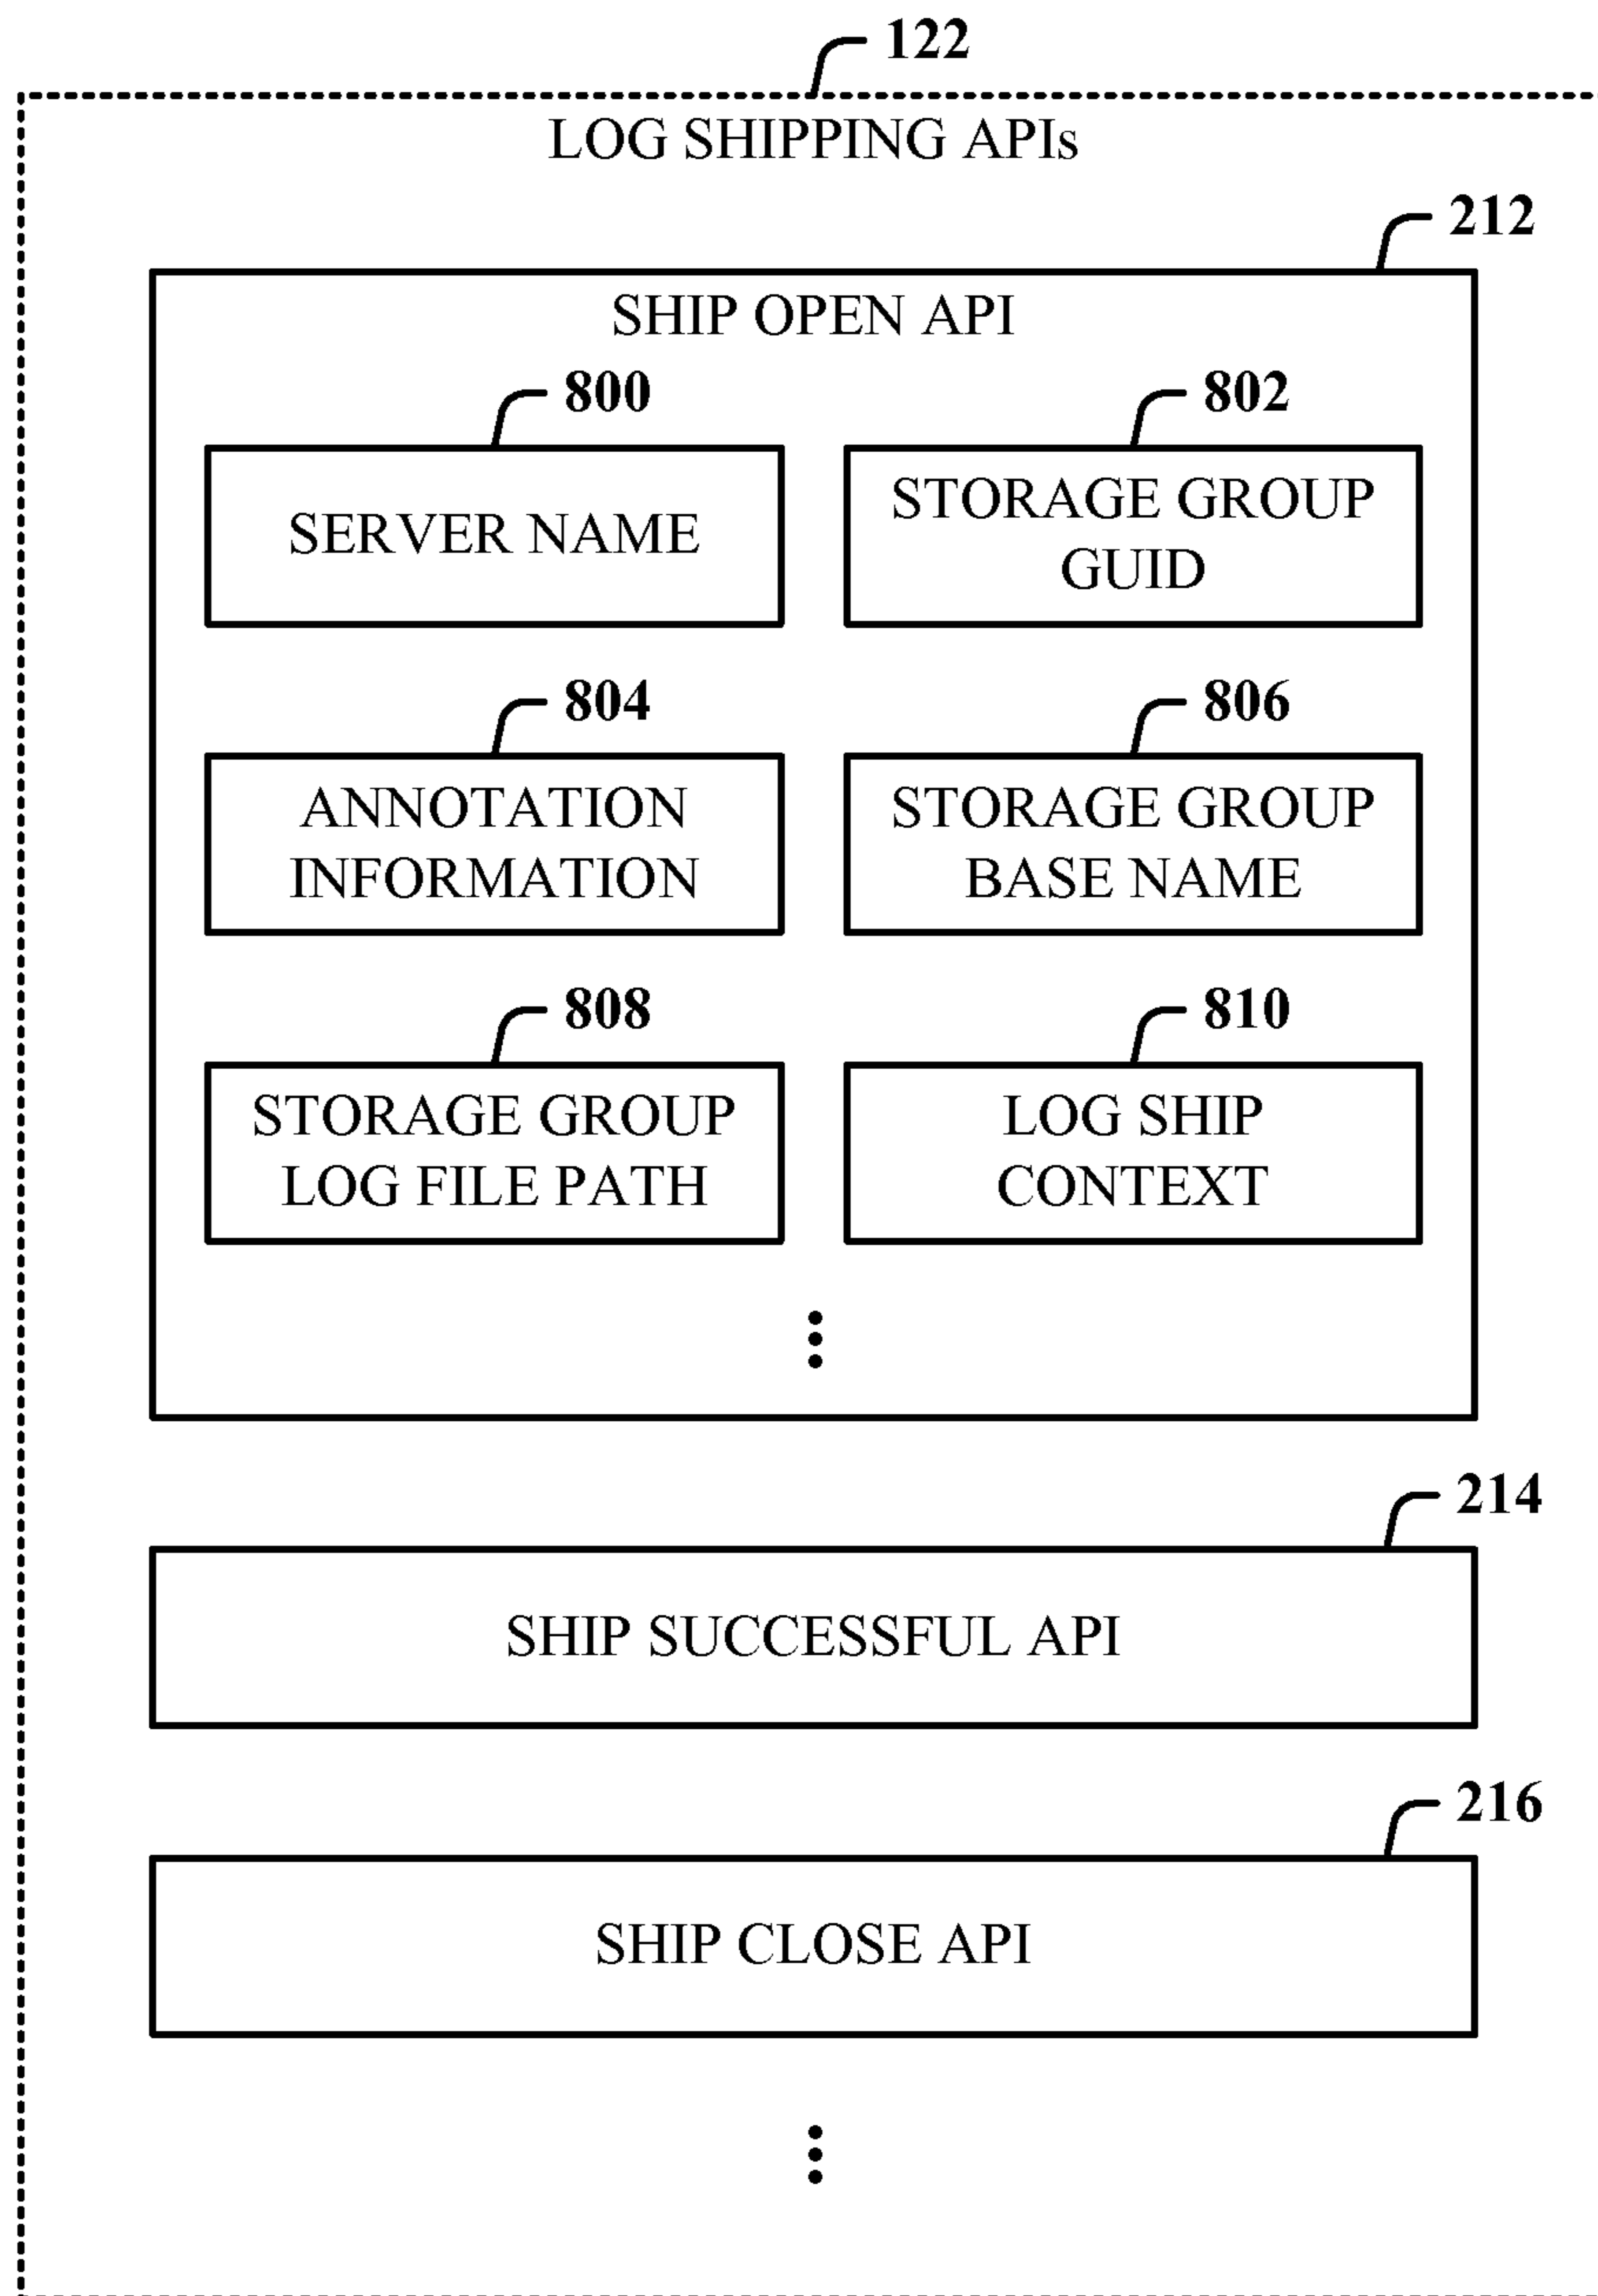 122
LOG SHIPPING APIs
212
SHIP OPEN API
800
802
SERVER NAME
STORAGE GROUP
GUID
804
806
ANNOTATION
INFORMATION
STORAGE GROUP
BASE NAME
808
810
STORAGE GROUP
LOG FILE PATH
LOG SHIP
CONTEXT
214
SHIP SUCCESSFUL API
216
SHIP CLOSE API